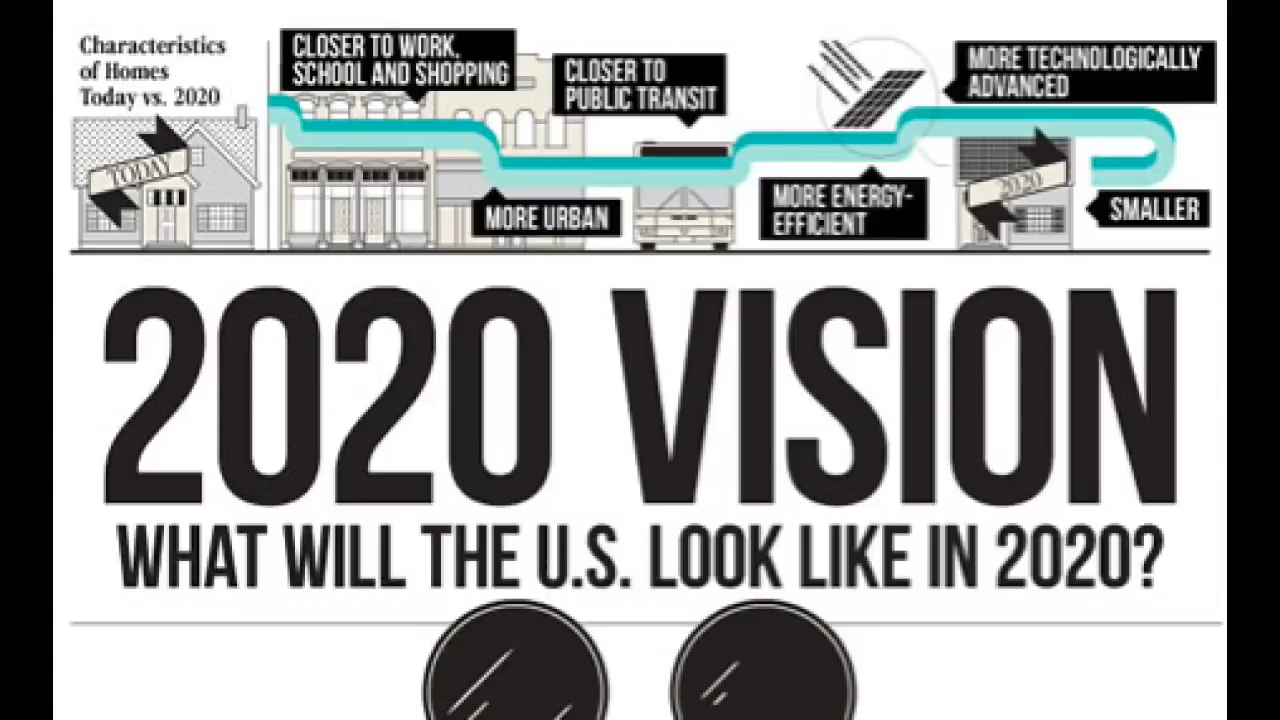 Characteristics
of Homes
Today vs. 2020
TODAY
CLOSER TO WORK,
SCHOOL AND SHOPPING
MORE URBAN
CLOSER TO
PUBLIC TRANSIT
MORE ENERGY-
EFFICIENT
MORE TECHNOLOGICALLY
ADVANCED
2020
SMALLER
2020 VISION
WHAT WILL THE U.S. LOOK LIKE IN 2020?